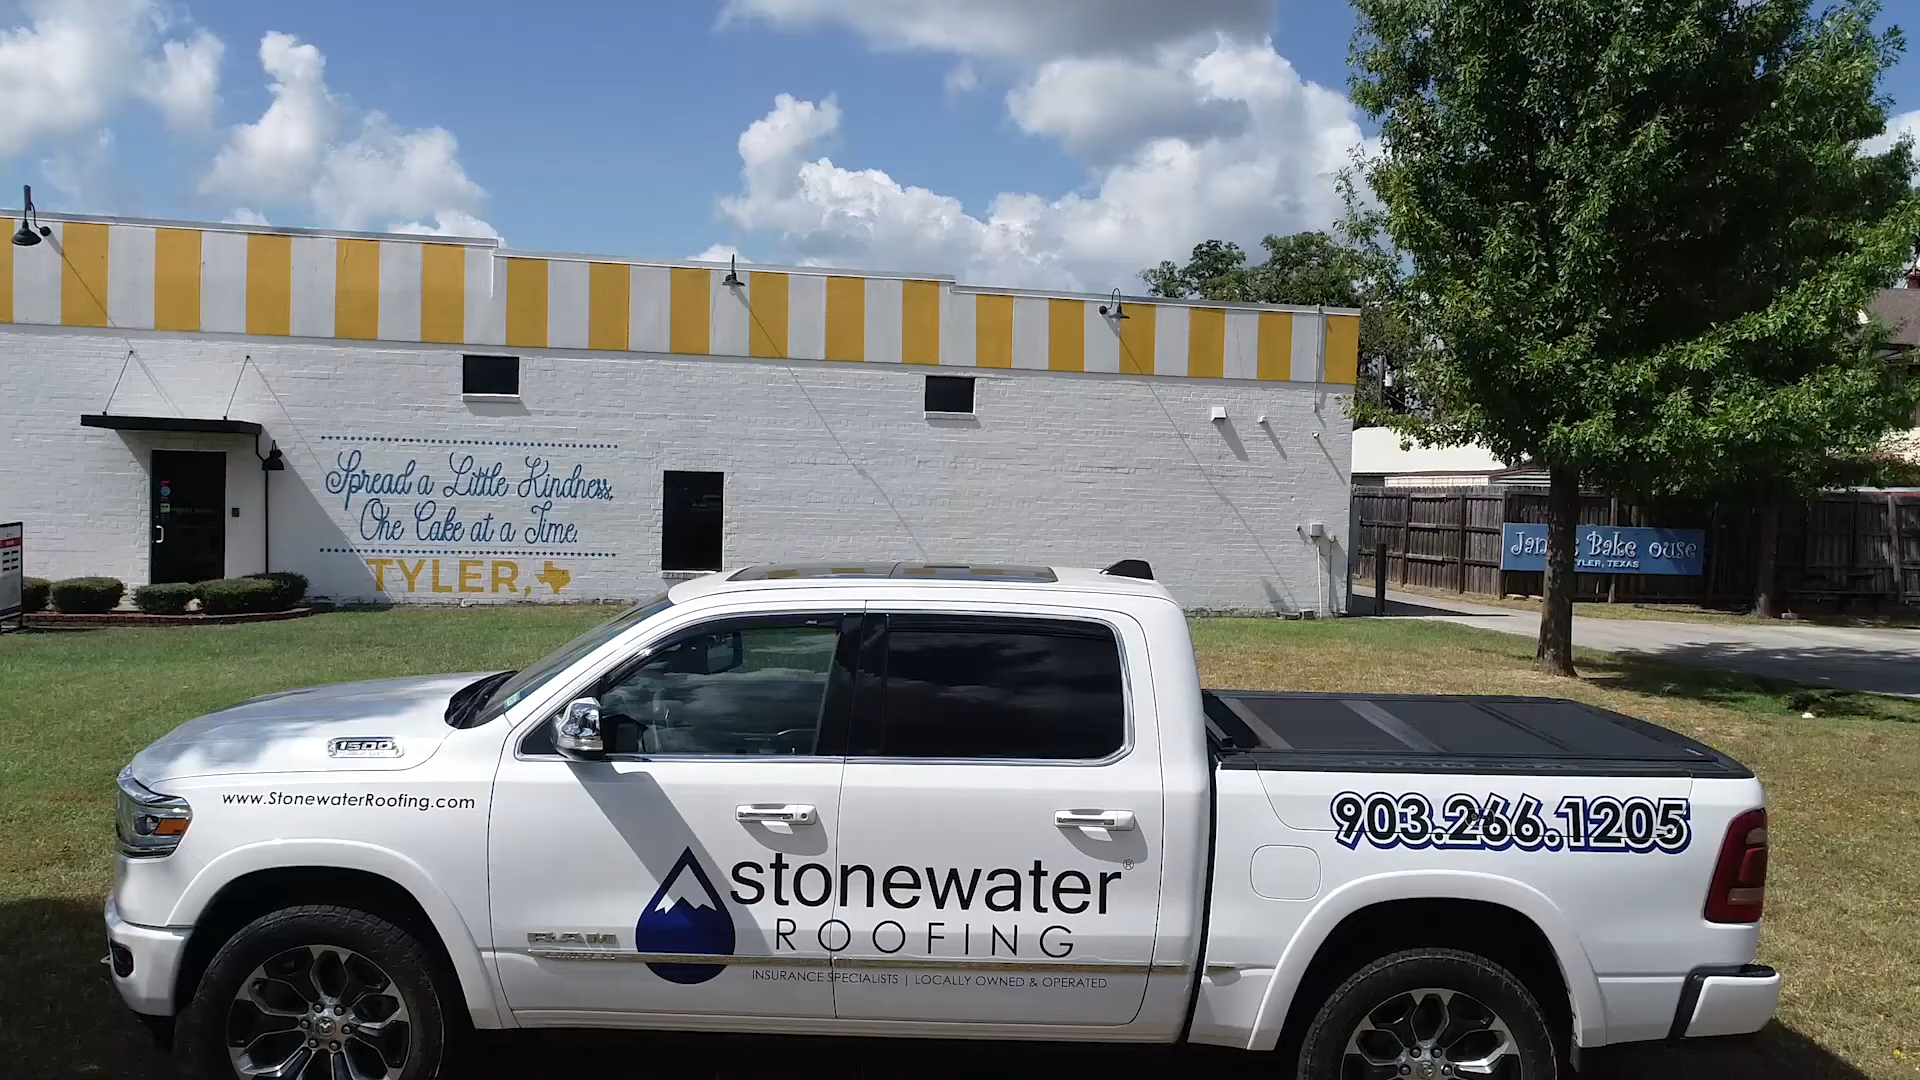 Spread a Little Kindness,
One Cake at a Time.
TYLER,
Bake
TEXAS
1500
www.StonewaterRoofing.com
903.266.1205
stonewater®
ROOFING
RAM
INSURANCE SPECIALISTS | LOCALLY OWNED & OPERATED